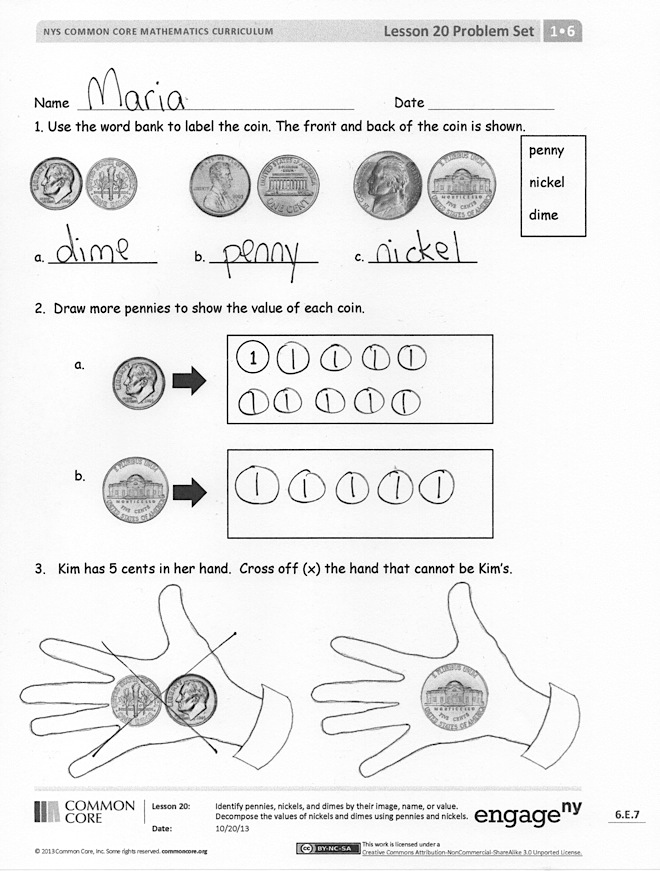 NYS COMMON CORE MATHEMATICS CURRICULUM
Lesson 20 Problem Set 1•6
Name Maria Date
1. Use the word bank to label the coin. The front and back of the coin is shown.
penny
nickel
dime
a. dime b. penny c. nickel
2. Draw more pennies to show the value of each coin.
a.
1 1 1 1 1
1 1 1 1 1
b.
1 1 1 1 1
3. Kim has 5 cents in her hand. Cross off (x) the hand that cannot be Kim's.
COMMON
CORE
Lesson 20: Identify pennies, nickels, and dimes by their image, name, or value.
Decompose the values of nickels and dimes using pennies and nickels.
Date: 10/20/13
engage ny
6.E.7
© 2013 Common Core, Inc. Some rights reserved. commoncore.org
CC BY-NC-SA
This work is licensed under a
Creative Commons Attribution-NonCommercial-ShareAlike 3.0 Unported License.